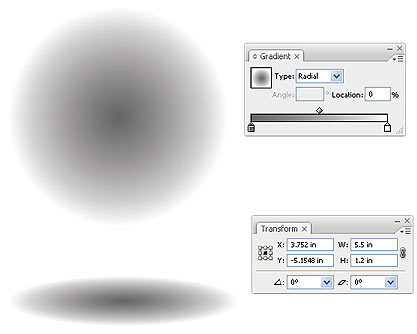 Gradient
Type: Radial
Angle: ° Location: 0 %
Transform
X: 3.752 in W: 5.5 in
Y: -5.1548 in H: 1.2 in
0° 0°